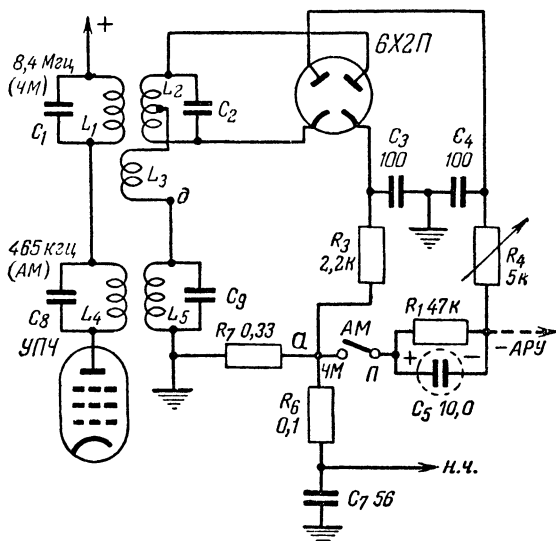 +
8,4 Мгц
(ЧМ)
C1
L1
L2
C2
6Х2П
C3
100
C4
100
L3
д
465 кгц
(АМ)
C8
L4
L5
C9
УПЧ
R3
2,2к
R4
5к
R7 0,33
а
АМ
ЧМ
П
R1 47к
+ −
C5 10,0
−АРУ
R6
0,1
Н.Ч.
C7 56